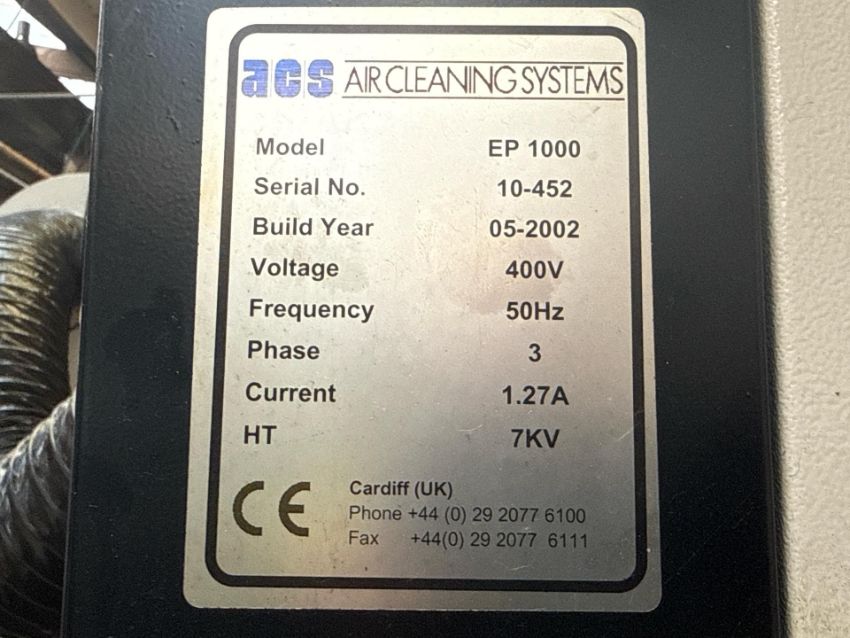 acs AIR CLEANING SYSTEMS
Model EP 1000
Serial No. 10-452
Build Year 05-2002
Voltage 400V
Frequency 50Hz
Phase 3
Current 1.27A
HT 7KV
CE Cardiff (UK)
Phone +44 (0) 29 2077 6100
Fax +44(0) 29 2077 6111